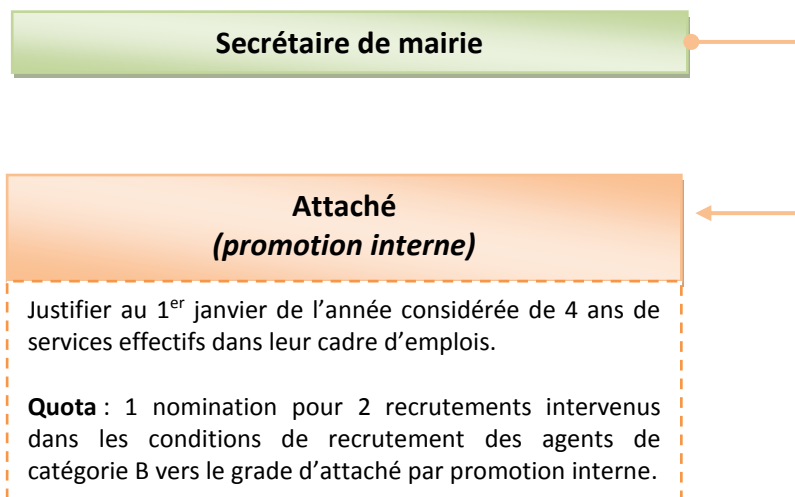 Secrétaire de mairie
Attaché
(promotion interne)
Justifier au 1er janvier de l’année considérée de 4 ans de
services effectifs dans leur cadre d’emplois.
Quota : 1 nomination pour 2 recrutements intervenus
dans les conditions de recrutement des agents de
catégorie B vers le grade d’attaché par promotion interne.